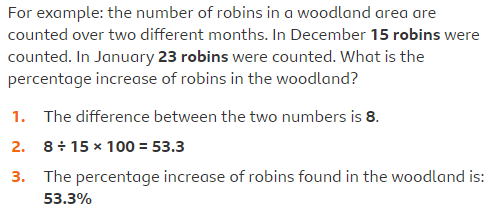 For example: the number of robins in a woodland area are
counted over two different months. In December 15 robins were
counted. In January 23 robins were counted. What is the
percentage increase of robins in the woodland?
1. The difference between the two numbers is 8.
2. 8 ÷ 15 × 100 = 53.3
3. The percentage increase of robins found in the woodland is:
53.3%